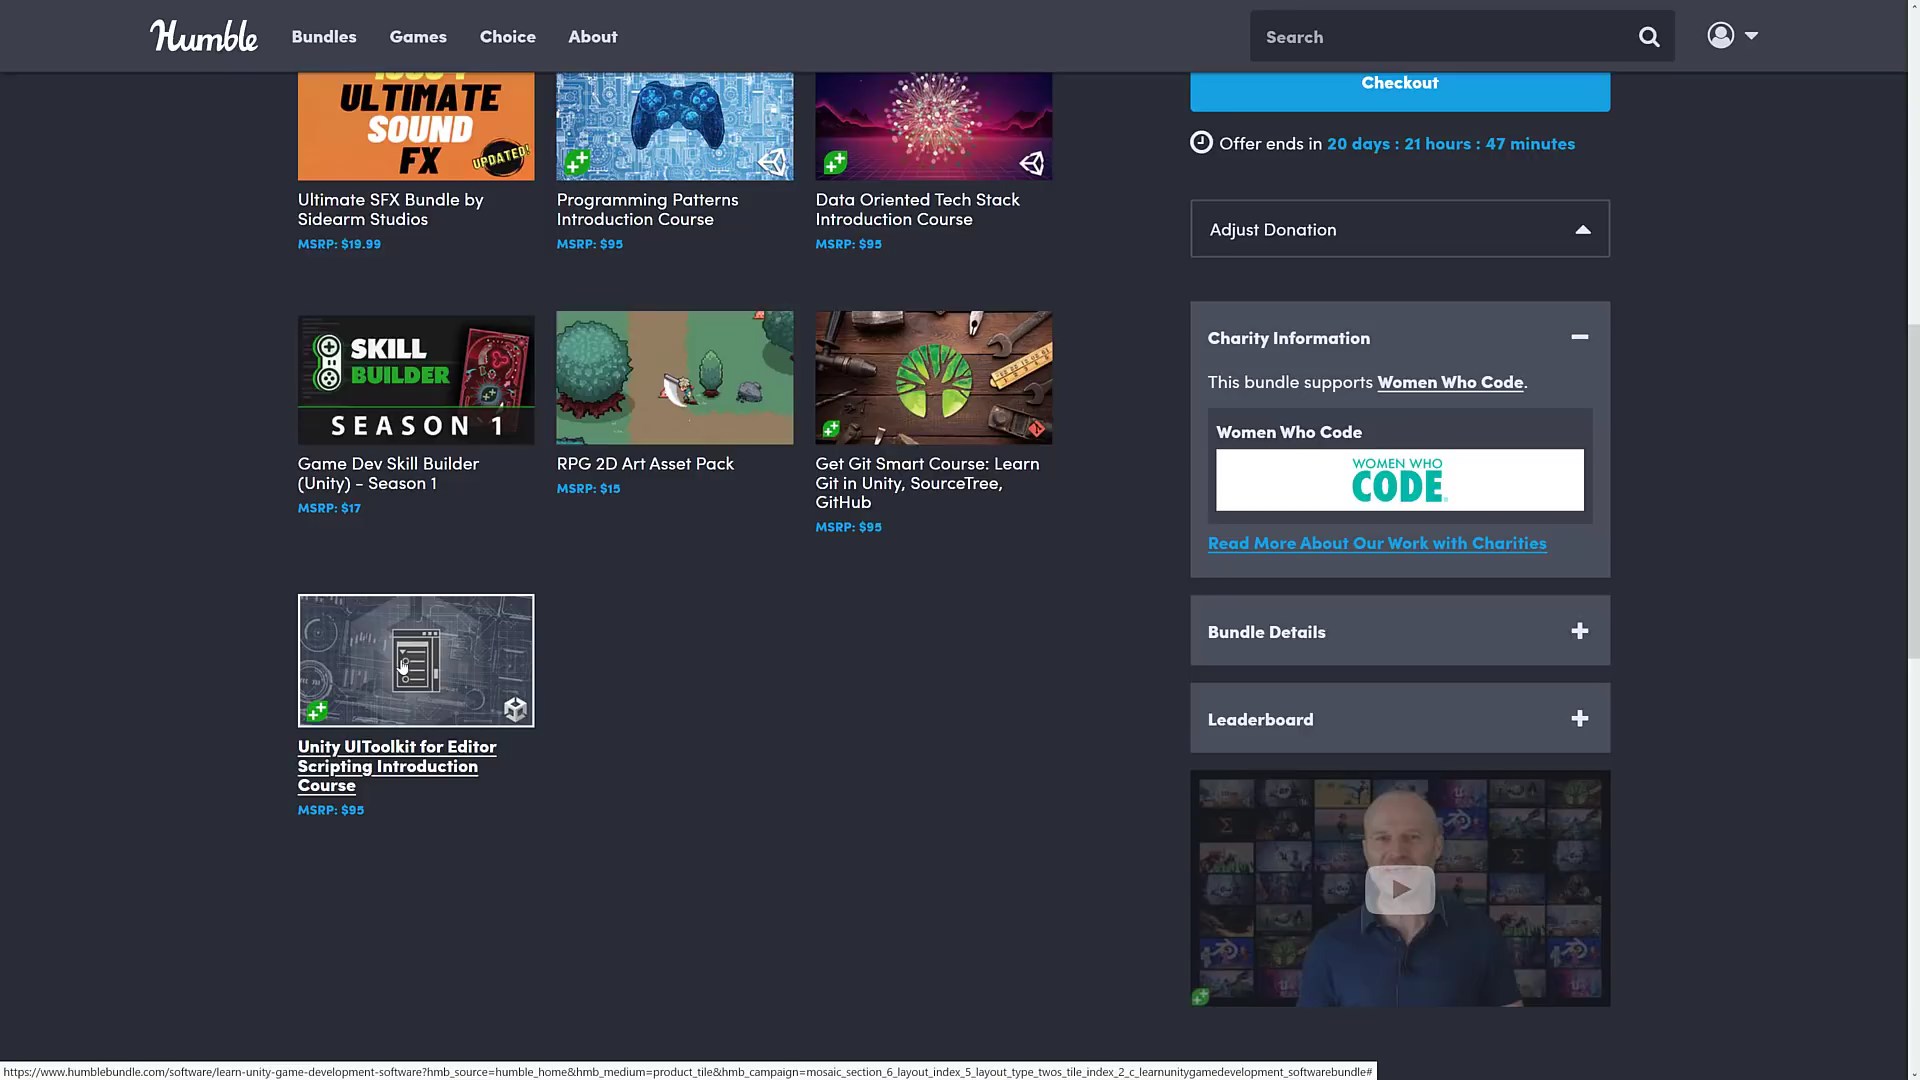 Humble
Bundles
Games
Choice
About
Search
ULTIMATE
SOUND
FX
UPDATED!
Ultimate SFX Bundle by
Sidearm Studios
MSRP: $19.99
Programming Patterns
Introduction Course
MSRP: $95
Data Oriented Tech Stack
Introduction Course
MSRP: $95
SKILL
BUILDER
SEASON 1
Game Dev Skill Builder
(Unity) - Season 1
MSRP: $17
RPG 2D Art Asset Pack
MSRP: $15
Get Git Smart Course: Learn
Git in Unity, SourceTree,
GitHub
MSRP: $95
Unity UIToolkit for Editor
Scripting Introduction
Course
MSRP: $95
Checkout
Offer ends in 20 days : 21 hours : 47 minutes
Adjust Donation
Charity Information
This bundle supports Women Who Code.
Women Who Code
WOMEN WHO
CODE
Read More About Our Work with Charities
Bundle Details
Leaderboard
https://www.humblebundle.com/software/learn-unity-game-development-software?hmb_source=humble_home&hmb_medium=product_tile&hmb_campaign=mosaic_section_6_layout_index_5_layout_type_twos_tile_index_2_c_learnunitygamedevelopment_softwarebundle#